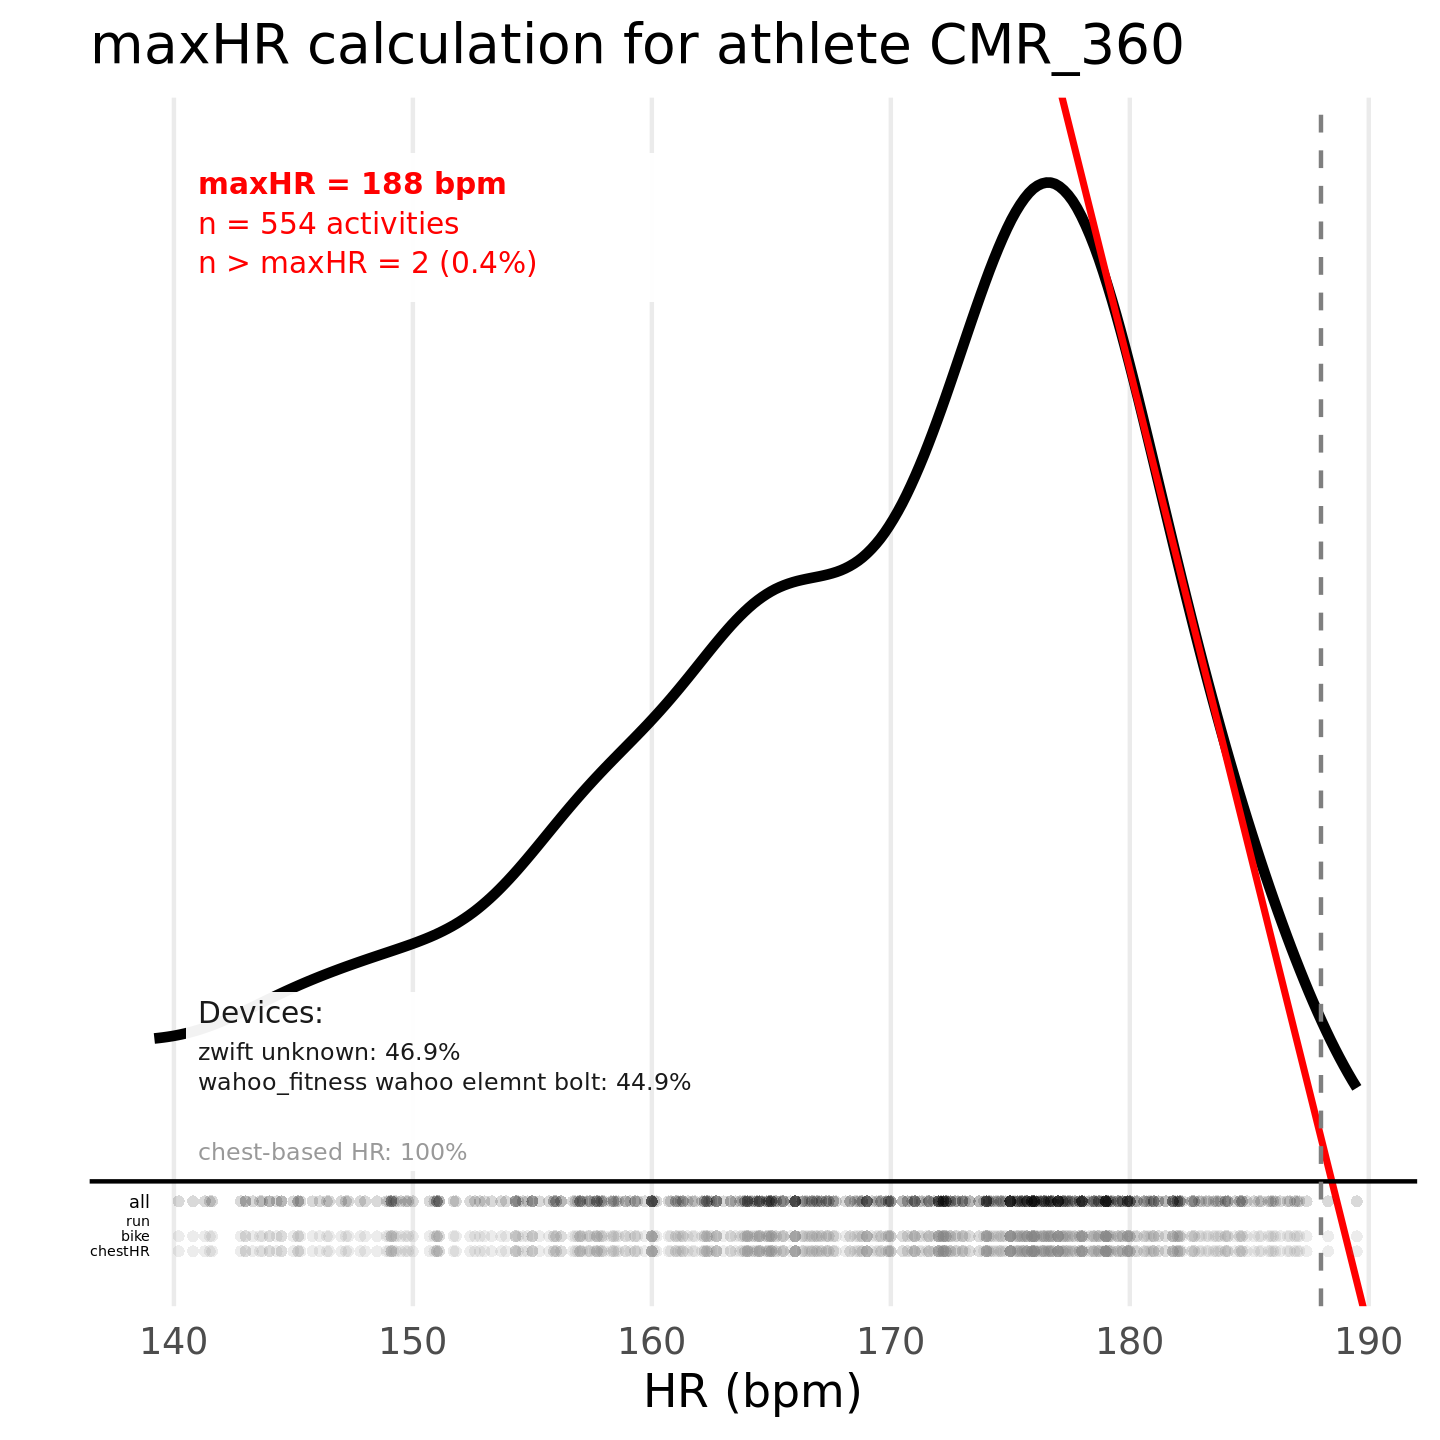 maxHR calculation for athlete CMR_360
maxHR = 188 bpm
n = 554 activities
n > maxHR = 2 (0.4%)
Devices:
zwift unknown: 46.9%
wahoo_fitness wahoo elemnt bolt: 44.9%
chest-based HR: 100%
all
run
bike
chestHR
140 150 160 170 180 190
HR (bpm)